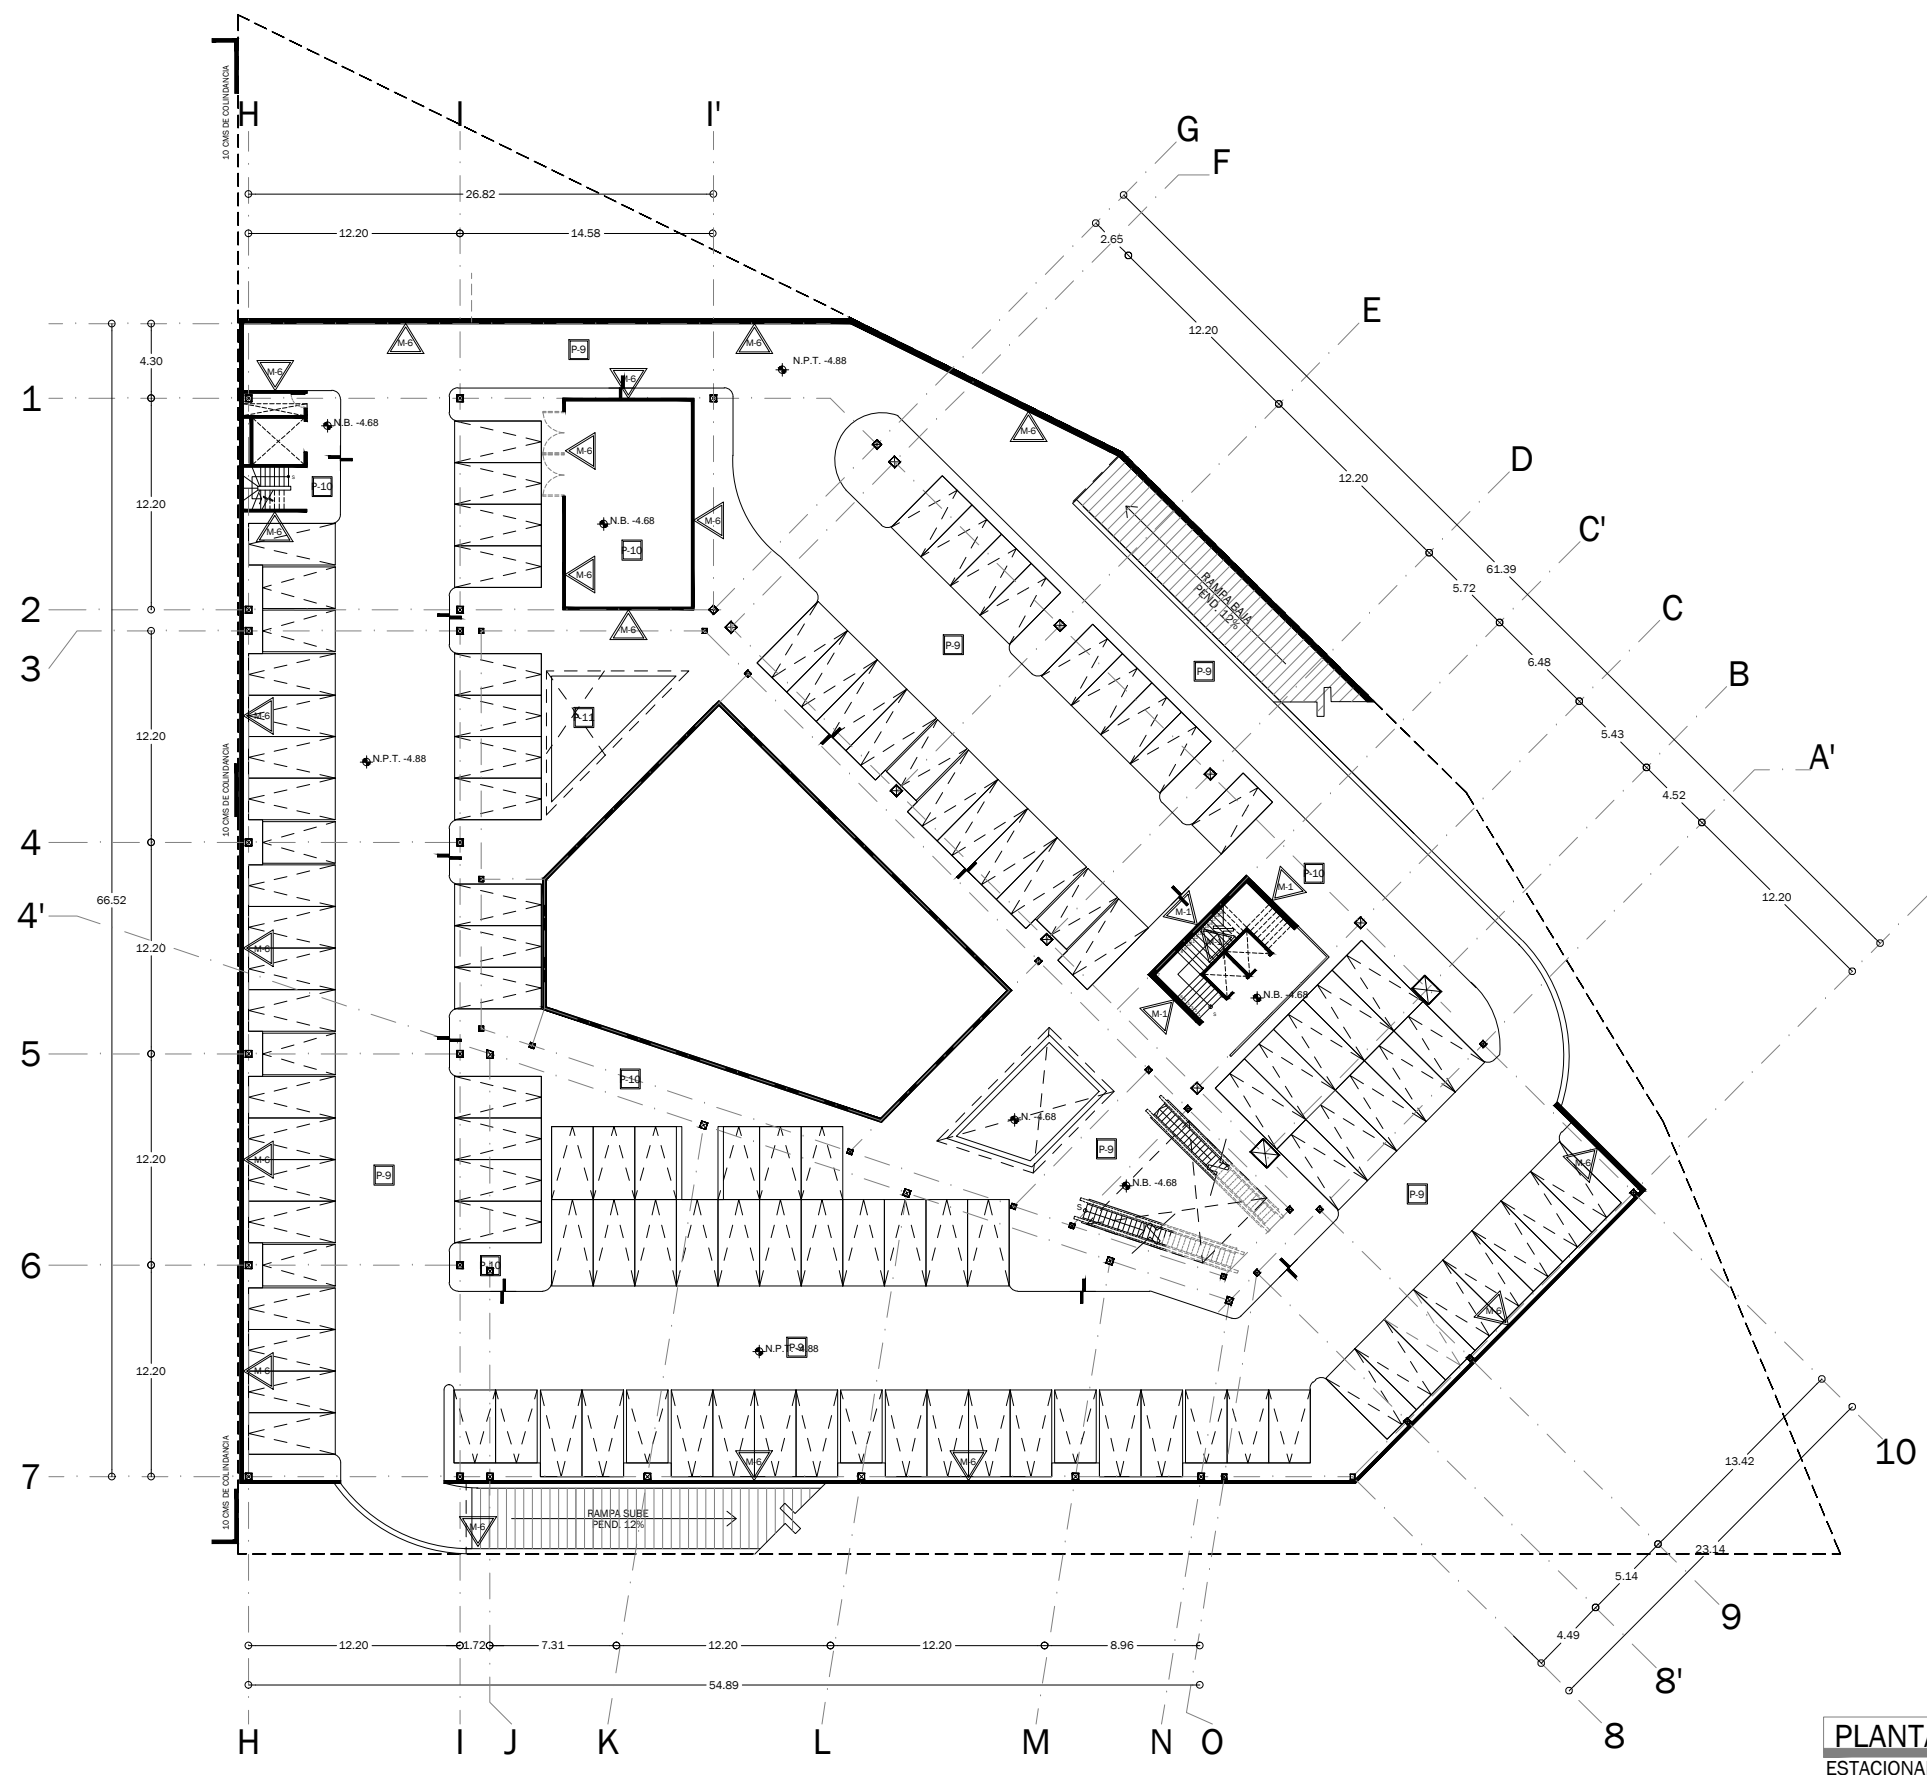 H
I
I'
G
F
E
D
C'
C
B
A'
10 CMS DE COLINDANCIA
26.82
12.20
14.58
2.65
12.20
12.20
5.72
61.39
6.48
5.43
4.52
12.20
1
2
3
4
4'
5
6
7
4.30
12.20
12.20
66.52
12.20
12.20
12.20
M-6
M-6
P-9
N.P.T. -4.88
M-6
M-6
N.B. -4.68
M-6
M-6
P-10
M-6
N.B. -4.68
M-6
P-10
M-6
M-6
RAMPA BAJA
PEND. 12%
M-6
P-9
P-9
M-6
P-11
N.P.T. -4.88
10 CMS DE COLINDANCIA
P-10
M-1
M-1
M-6
N.B. -4.68
M-1
P-10
N. -4.68
P-9
M-6
P-9
N.B. -4.68
S
P-9
M-6
P-10
M-6
N.P.T. -4.88
P-9
M-6
M-6
M-6
10 CMS DE COLINDANCIA
RAMPA SUBE
PEND. 12%
M-6
13.42
23.14
5.14
4.49
10
9
8'
8
12.20
1.72
7.31
12.20
12.20
8.96
54.89
H
I
J
K
L
M
N
O
PLANTA
ESTACIONA